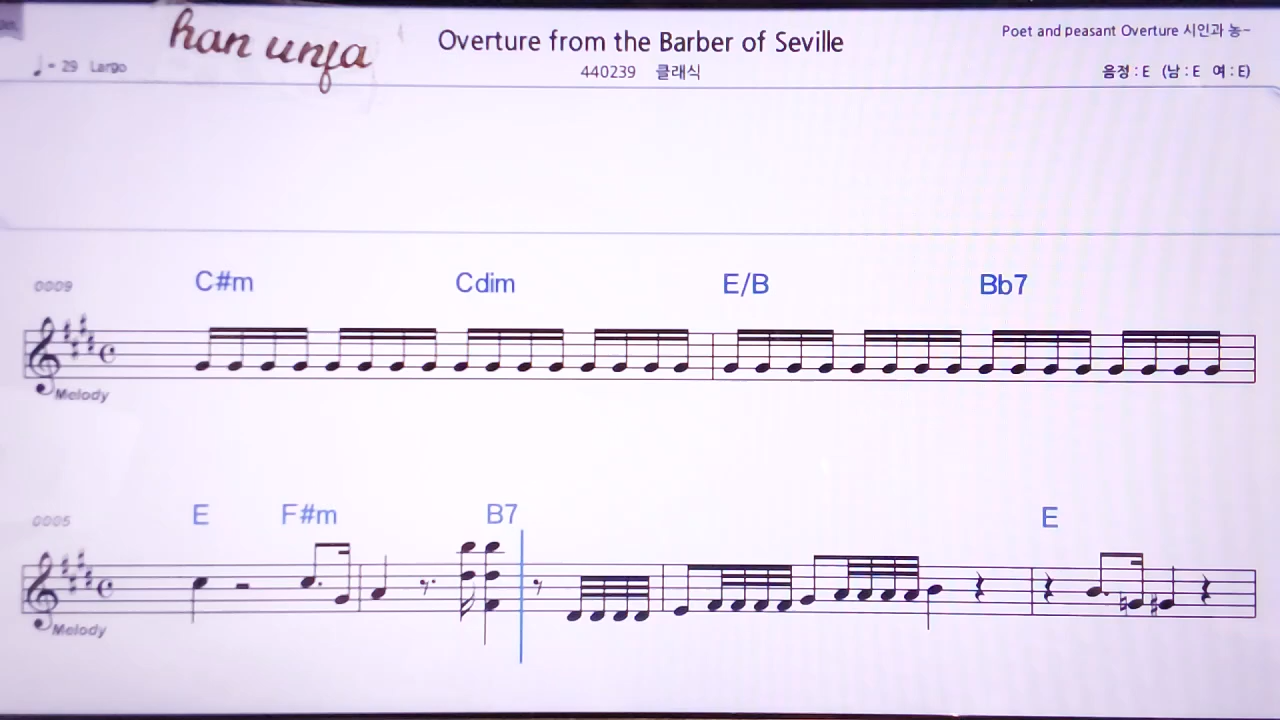 han unfa
Overture from the Barber of Seville
Poet and peasant Overture 시인과 농~
♩= 29 Largo
440239 클래식
음정 : E (남 : E 여 : E)
0009
C#m Cdim E/B Bb7
Melody
0005
E F#m B7 E
Melody